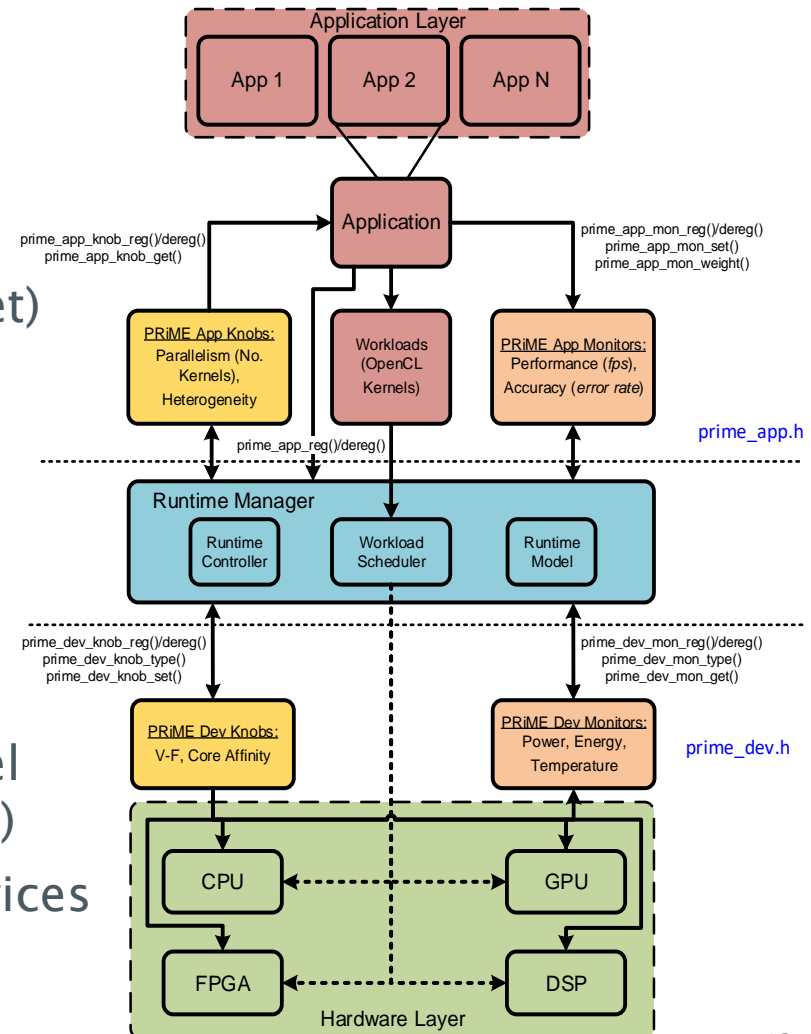 Application Layer
App 1
App 2
App N
Application
prime_app_knob_reg()/dereg()
prime_app_knob_get()
prime_app_mon_reg()/dereg()
prime_app_mon_set()
prime_app_mon_weight()
PRiME App Knobs:
Parallelism (No.
Kernels),
Heterogeneity
Workloads
(OpenCL
Kernels)
PRiME App Monitors:
Performance (fps),
Accuracy (error rate)
prime_app.h
prime_app_reg()/dereg()
Runtime Manager
Runtime
Controller
Workload
Scheduler
Runtime
Model
prime_dev_knob_reg()/dereg()
prime_dev_knob_type()
prime_dev_knob_set()
prime_dev_mon_reg()/dereg()
prime_dev_mon_type()
prime_dev_mon_get()
PRiME Dev Knobs:
V-F, Core Affinity
PRiME Dev Monitors:
Power, Energy,
Temperature
prime_dev.h
CPU
GPU
FPGA
DSP
Hardware Layer